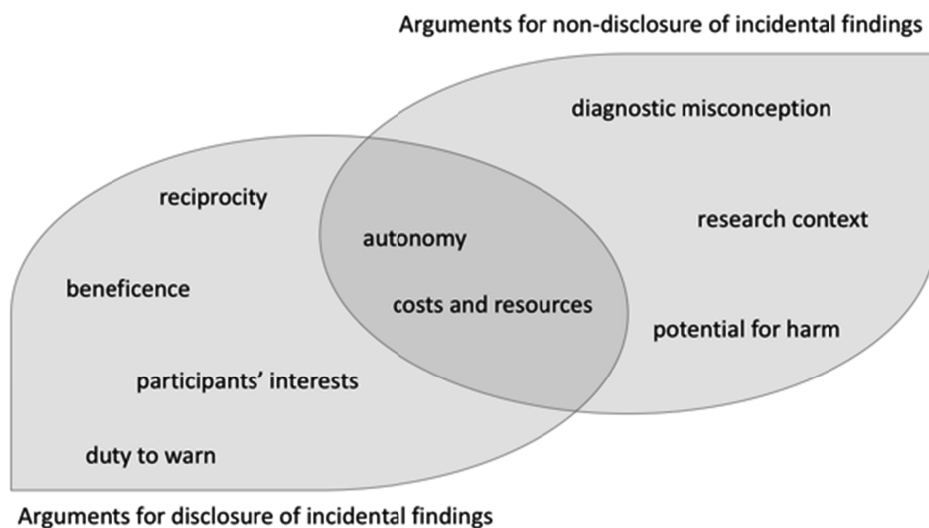 Arguments for non-disclosure of incidental findings
diagnostic misconception
reciprocity
research context
autonomy
beneficence
costs and resources
potential for harm
participants’ interests
duty to warn
Arguments for disclosure of incidental findings